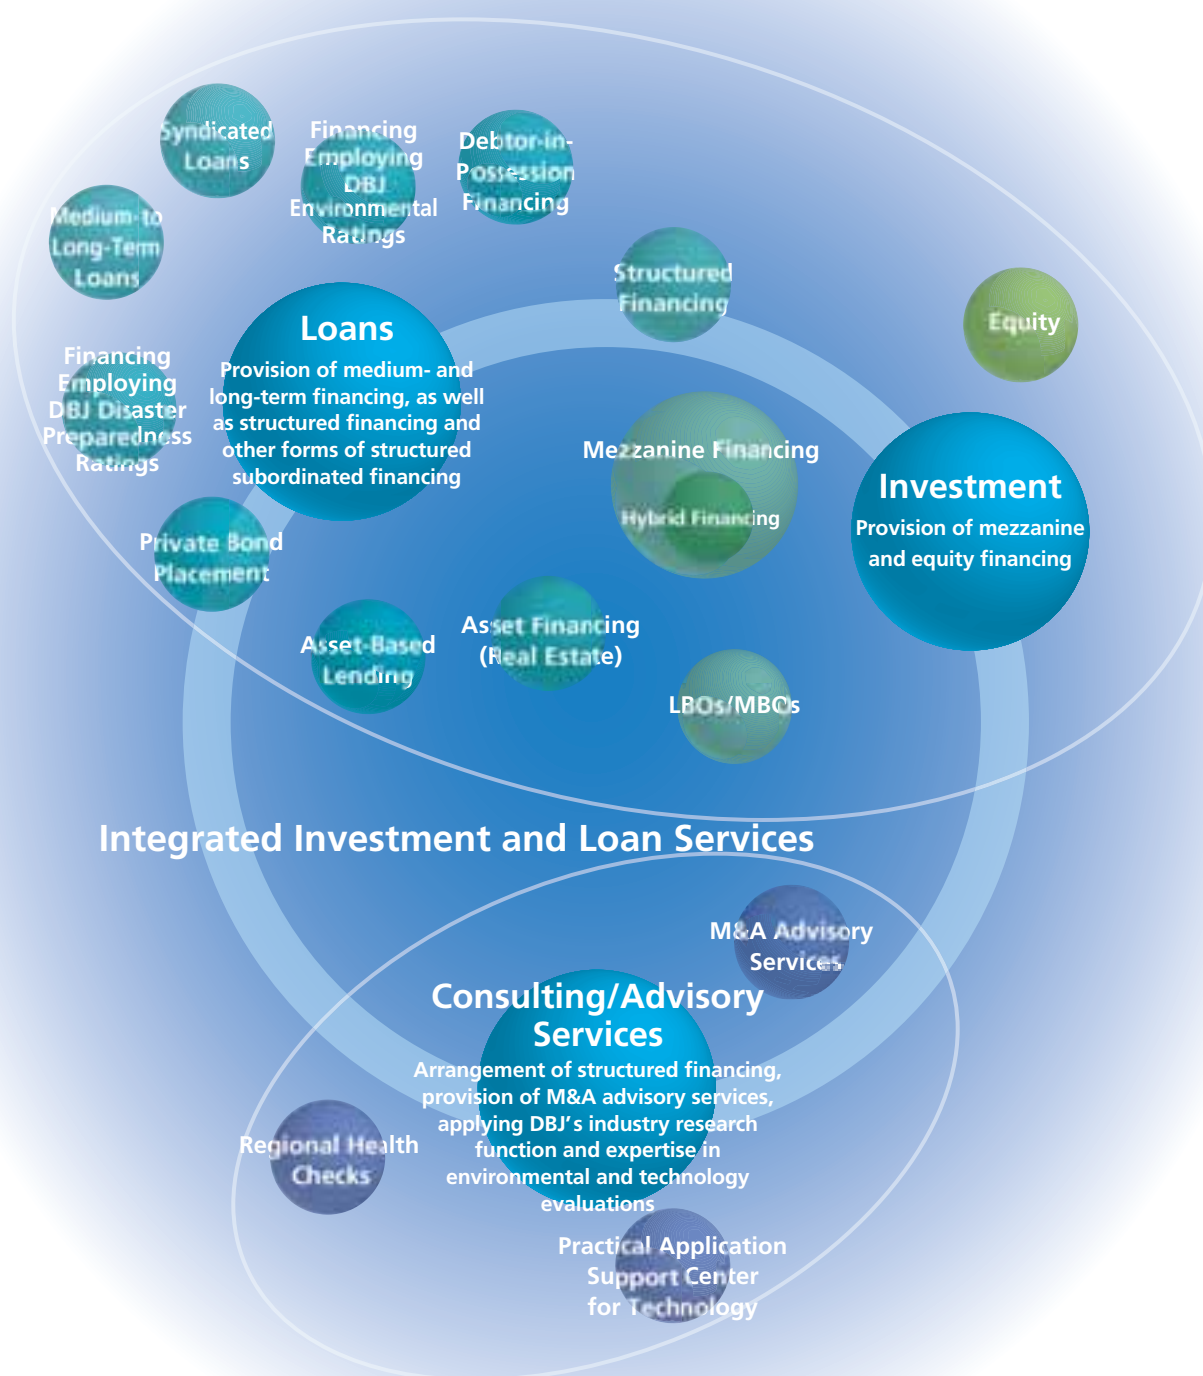 Syndicated
Loans
Financing
Employing
DBJ
Environmental
Ratings
Debtor-in-
Possession
Financing
Medium- to
Long-Term
Loans
Structured
Financing
Equity
Loans
Provision of medium- and
long-term financing, as well
as structured financing and
other forms of structured
subordinated financing
Financing
Employing
DBJ Disaster
Preparedness
Ratings
Mezzanine Financing
Hybrid Financing
Investment
Provision of mezzanine
and equity financing
Private Bond
Placement
Asset-Based
Lending
Asset Financing
(Real Estate)
LBOs/MBOs
Integrated Investment and Loan Services
M&A Advisory
Services
Consulting/Advisory
Services
Arrangement of structured financing,
provision of M&A advisory services,
applying DBJ’s industry research
function and expertise in
environmental and technology
evaluations
Regional Health
Checks
Practical Application
Support Center
for Technology